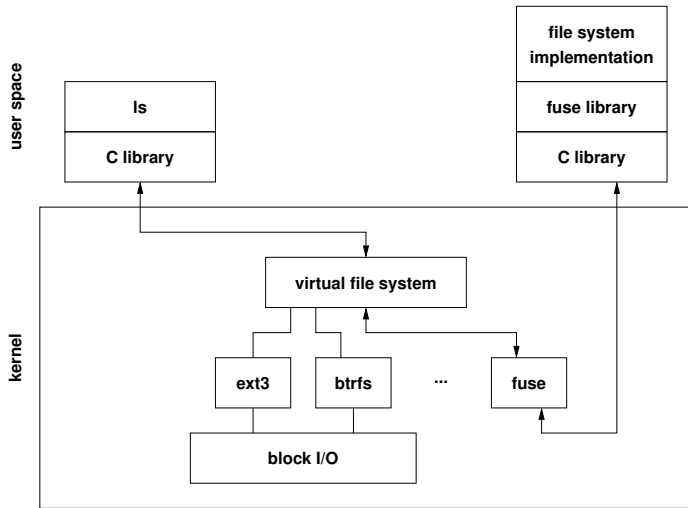 file system
implementation
user space
ls
fuse library
C library
C library
virtual file system
kernel
ext3
btrfs
...
fuse
block I/O